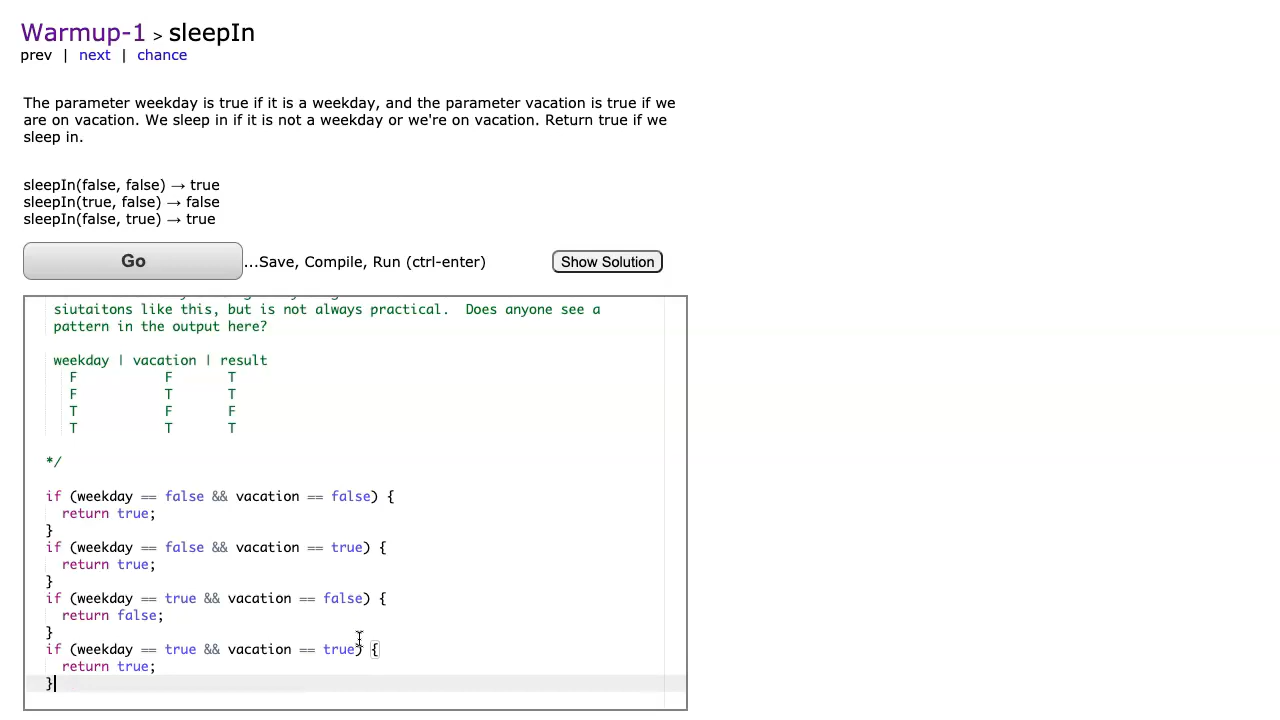 Warmup-1 > sleepIn
prev | next | chance
The parameter weekday is true if it is a weekday, and the parameter vacation is true if we
are on vacation. We sleep in if it is not a weekday or we're on vacation. Return true if we
sleep in.
sleepIn(false, false) → true
sleepIn(true, false) → false
sleepIn(false, true) → true
Go ...Save, Compile, Run (ctrl-enter) Show Solution
siutaitons like this, but is not always practical. Does anyone see a
pattern in the output here?
weekday | vacation | result
F F T
F T T
T F F
T T T
*/
if (weekday == false && vacation == false) {
return true;
}
if (weekday == false && vacation == true) {
return true;
}
if (weekday == true && vacation == false) {
return false;
}
if (weekday == true && vacation == true) {
return true;
}